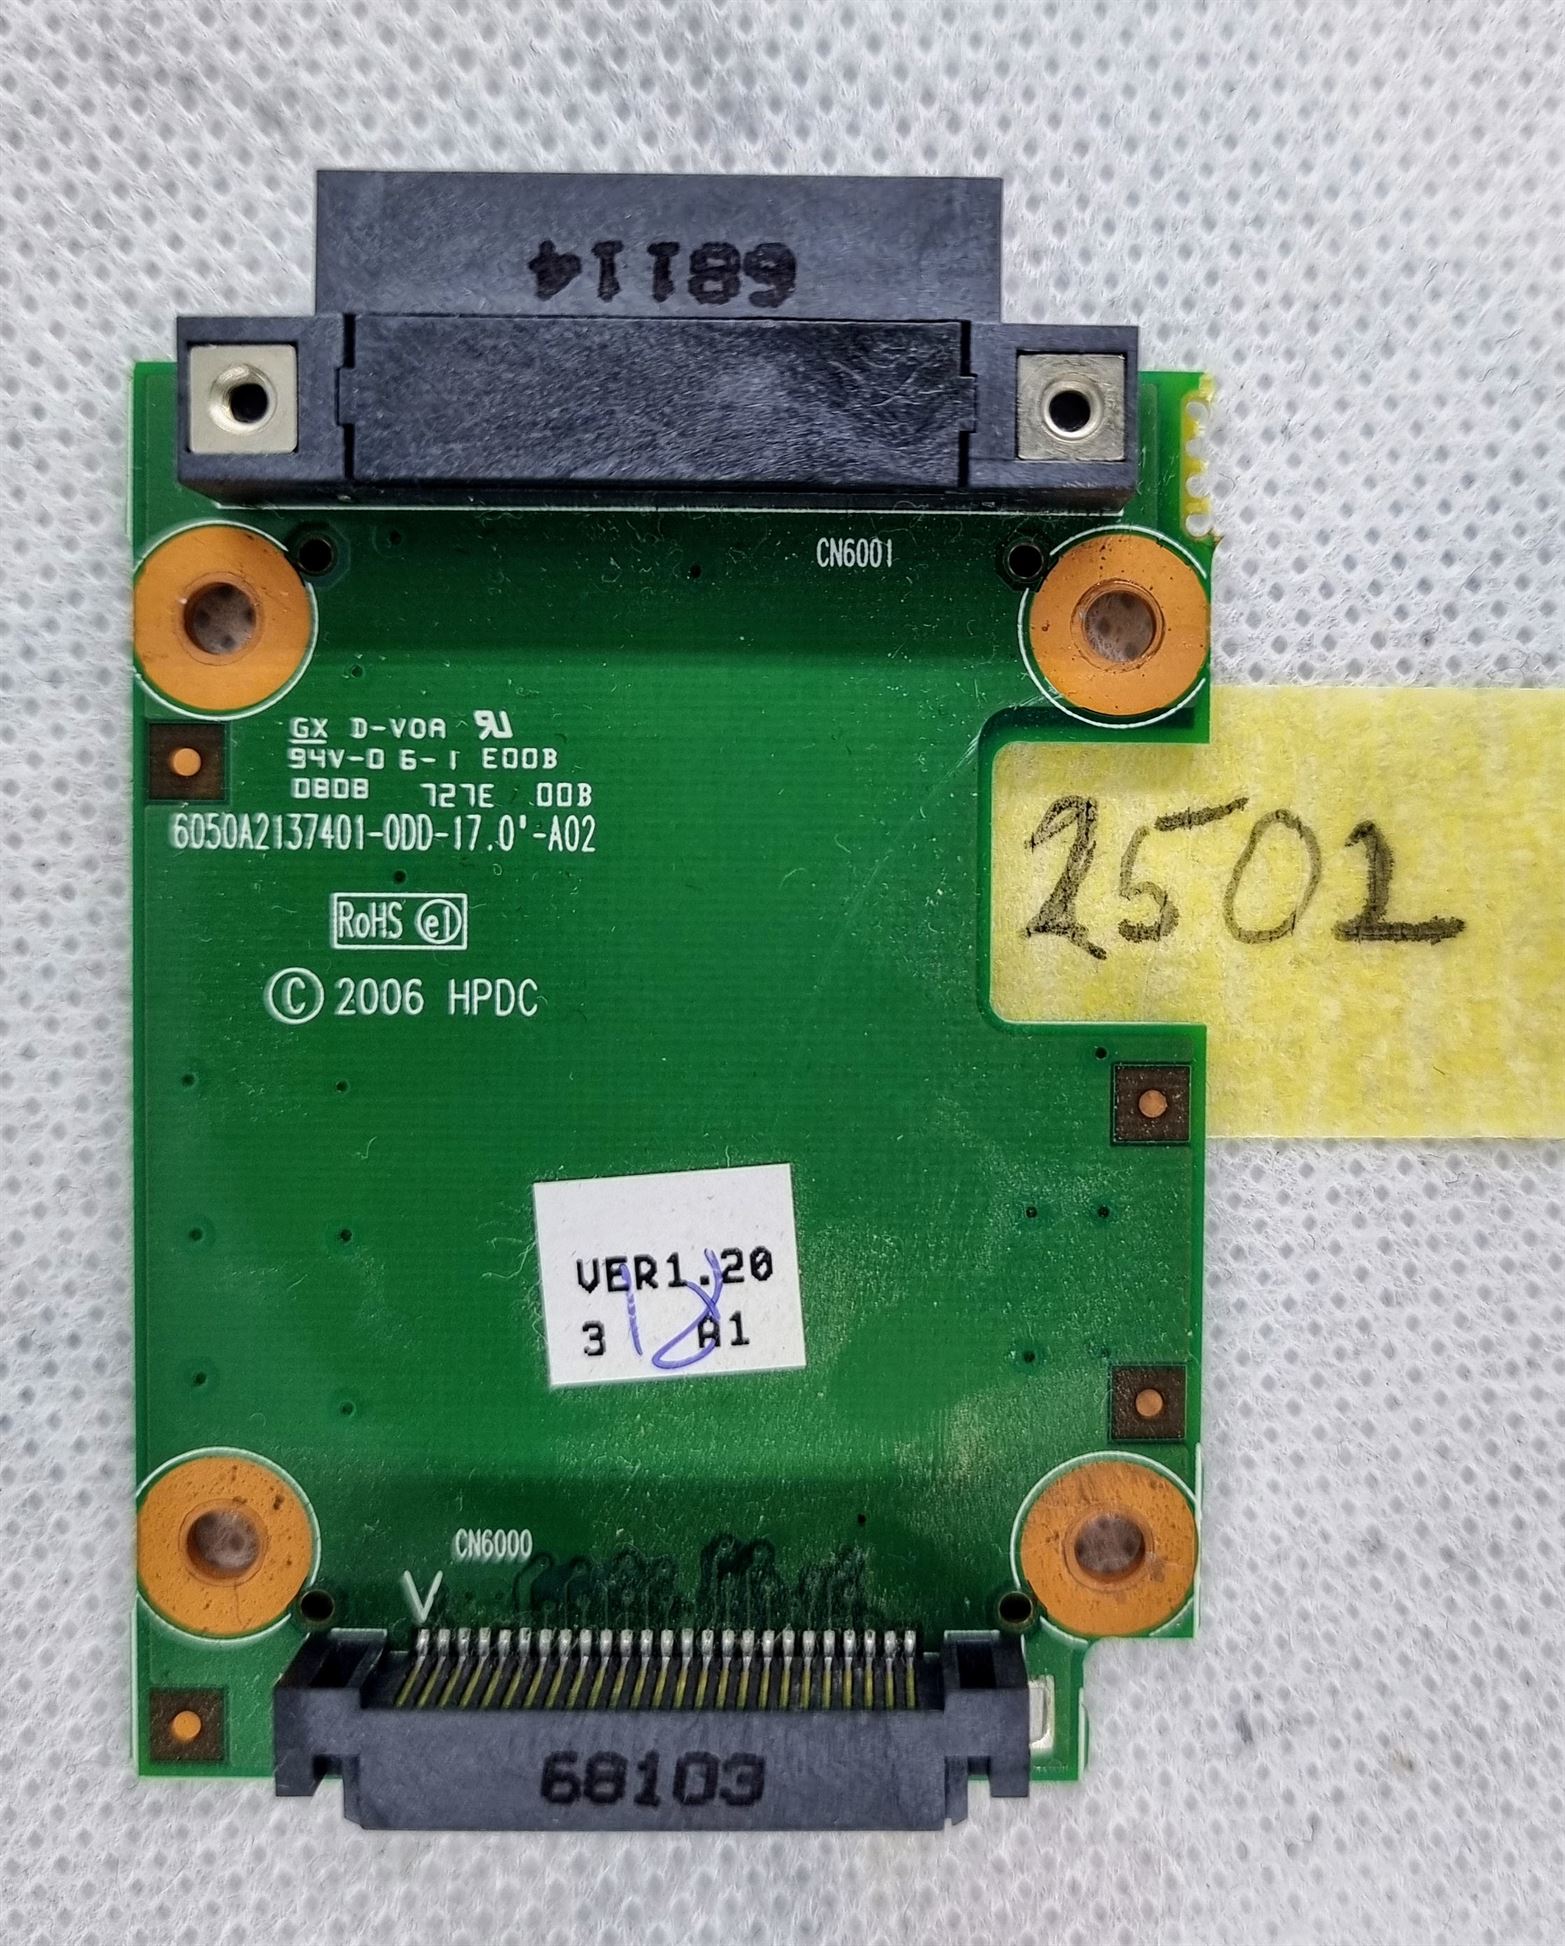 68114
CN6001
GX D-VOA
94V-0 6-1 E00B
0808 727E 00B
6050A2137401-ODD-17.0'-A02
2502
RoHS e1
© 2006 HPDC
VER1.20
3 A1
CN6000
V
68103